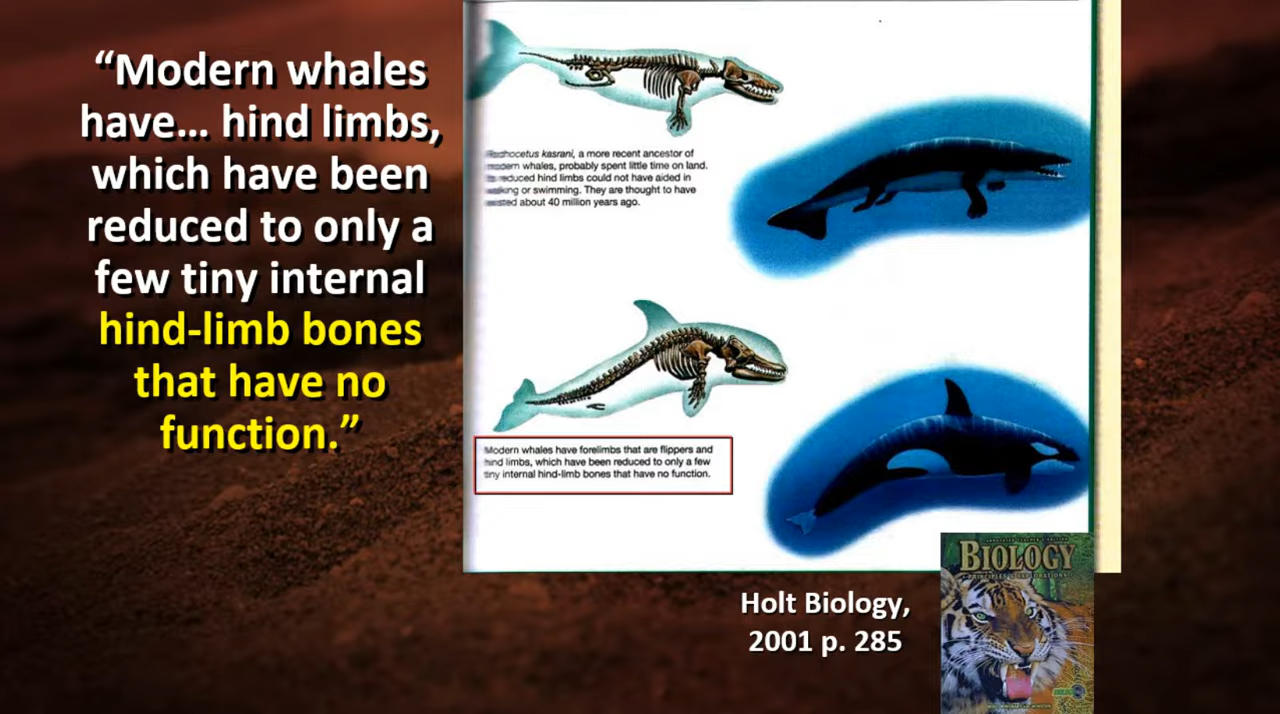 “Modern whales
have... hind limbs,
which have been
reduced to only a
few tiny internal
hind-limb bones
that have no
function.”
kasrani, a more recent ancestor of
whales, probably spent little time on land.
reduced hind limbs could not have aided in
or swimming. They are thought to have
about 40 million years ago.
Modern whales have forelimbs that are flippers and
hind limbs, which have been reduced to only a few
tiny internal hind-limb bones that have no function.
Holt Biology,
2001 p. 285
BIOLOGY
PRINCIPLES & EXPLORATIONS